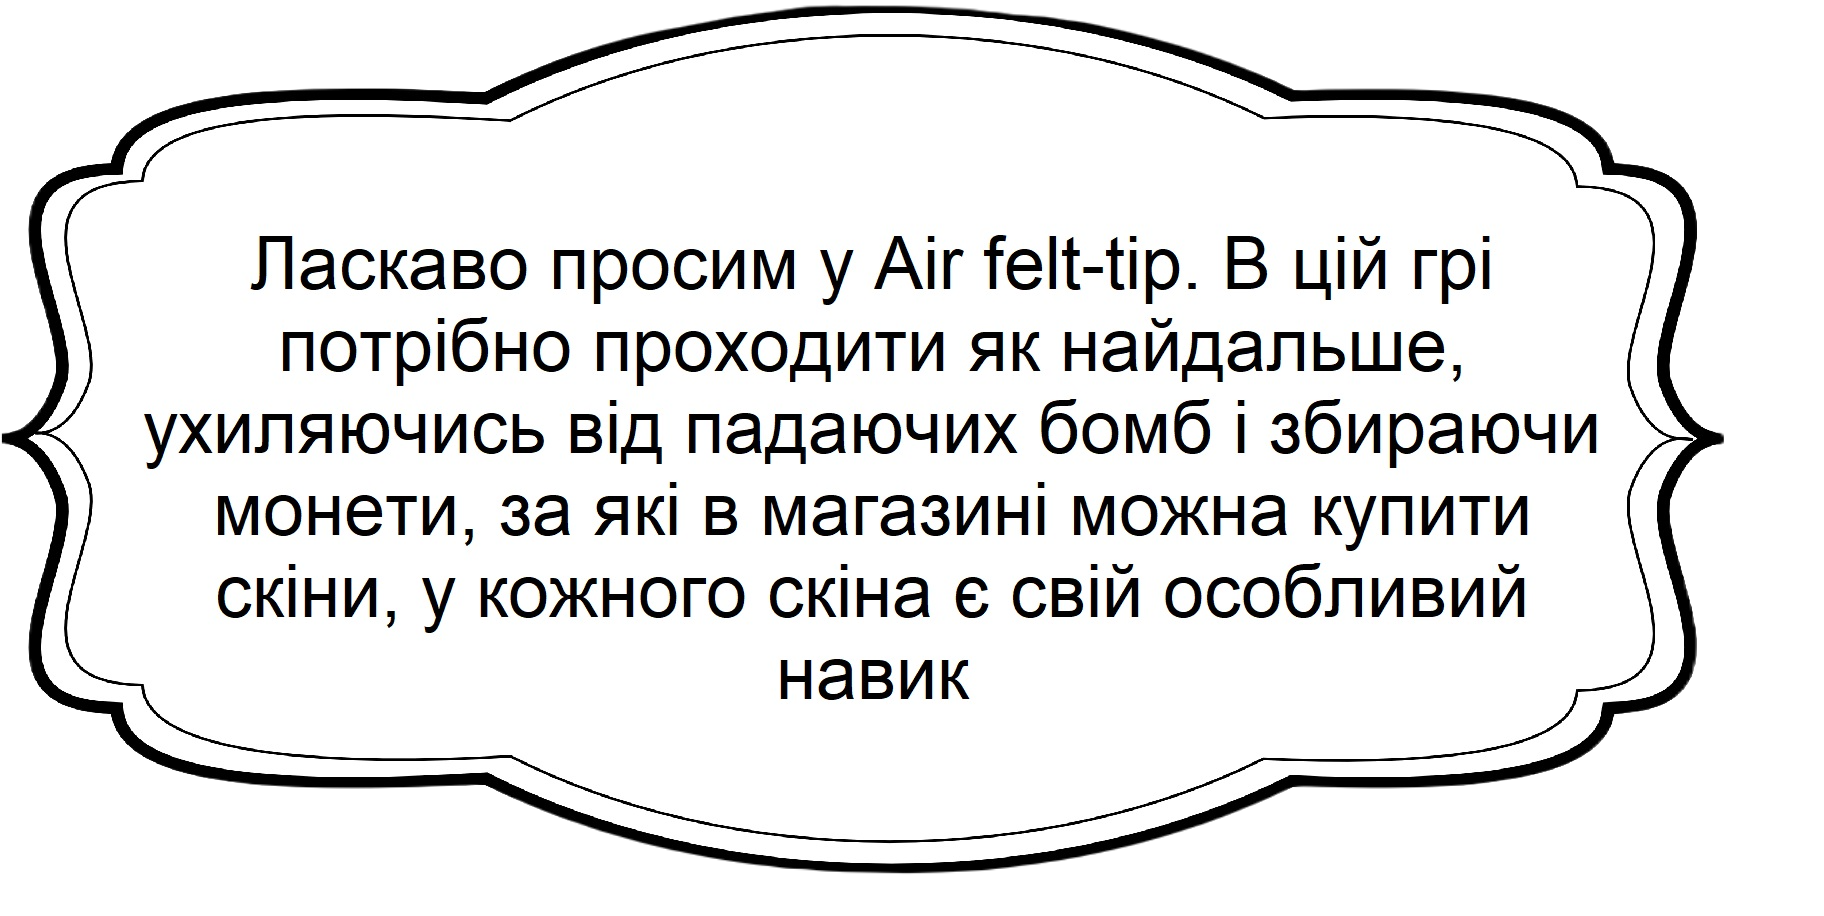 Ласкаво просим у Air felt-tip. В цій грі
потрібно проходити як найдальше,
ухиляючись від падаючих бомб і збираючи
монети, за які в магазині можна купити
скіни, у кожного скіна є свій особливий
навик